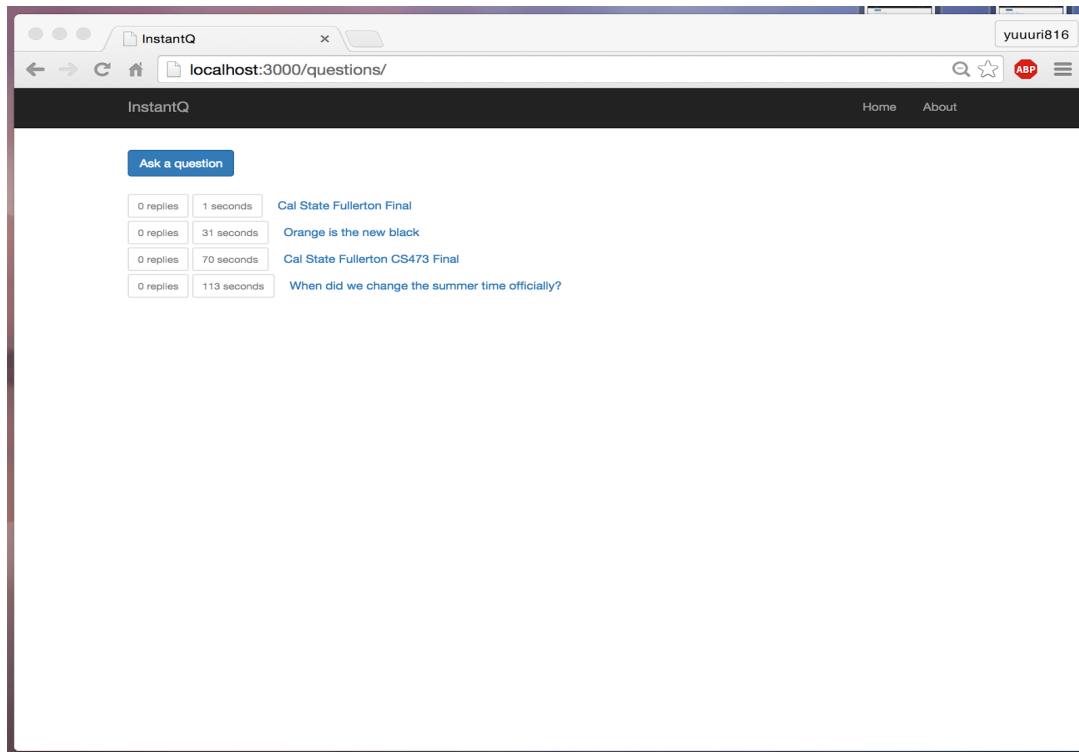 InstantQ
yuuuri816
localhost:3000/questions/
ABP
InstantQ Home About
Ask a question
0 replies 1 seconds Cal State Fullerton Final
0 replies 31 seconds Orange is the new black
0 replies 70 seconds Cal State Fullerton CS473 Final
0 replies 113 seconds When did we change the summer time officially?